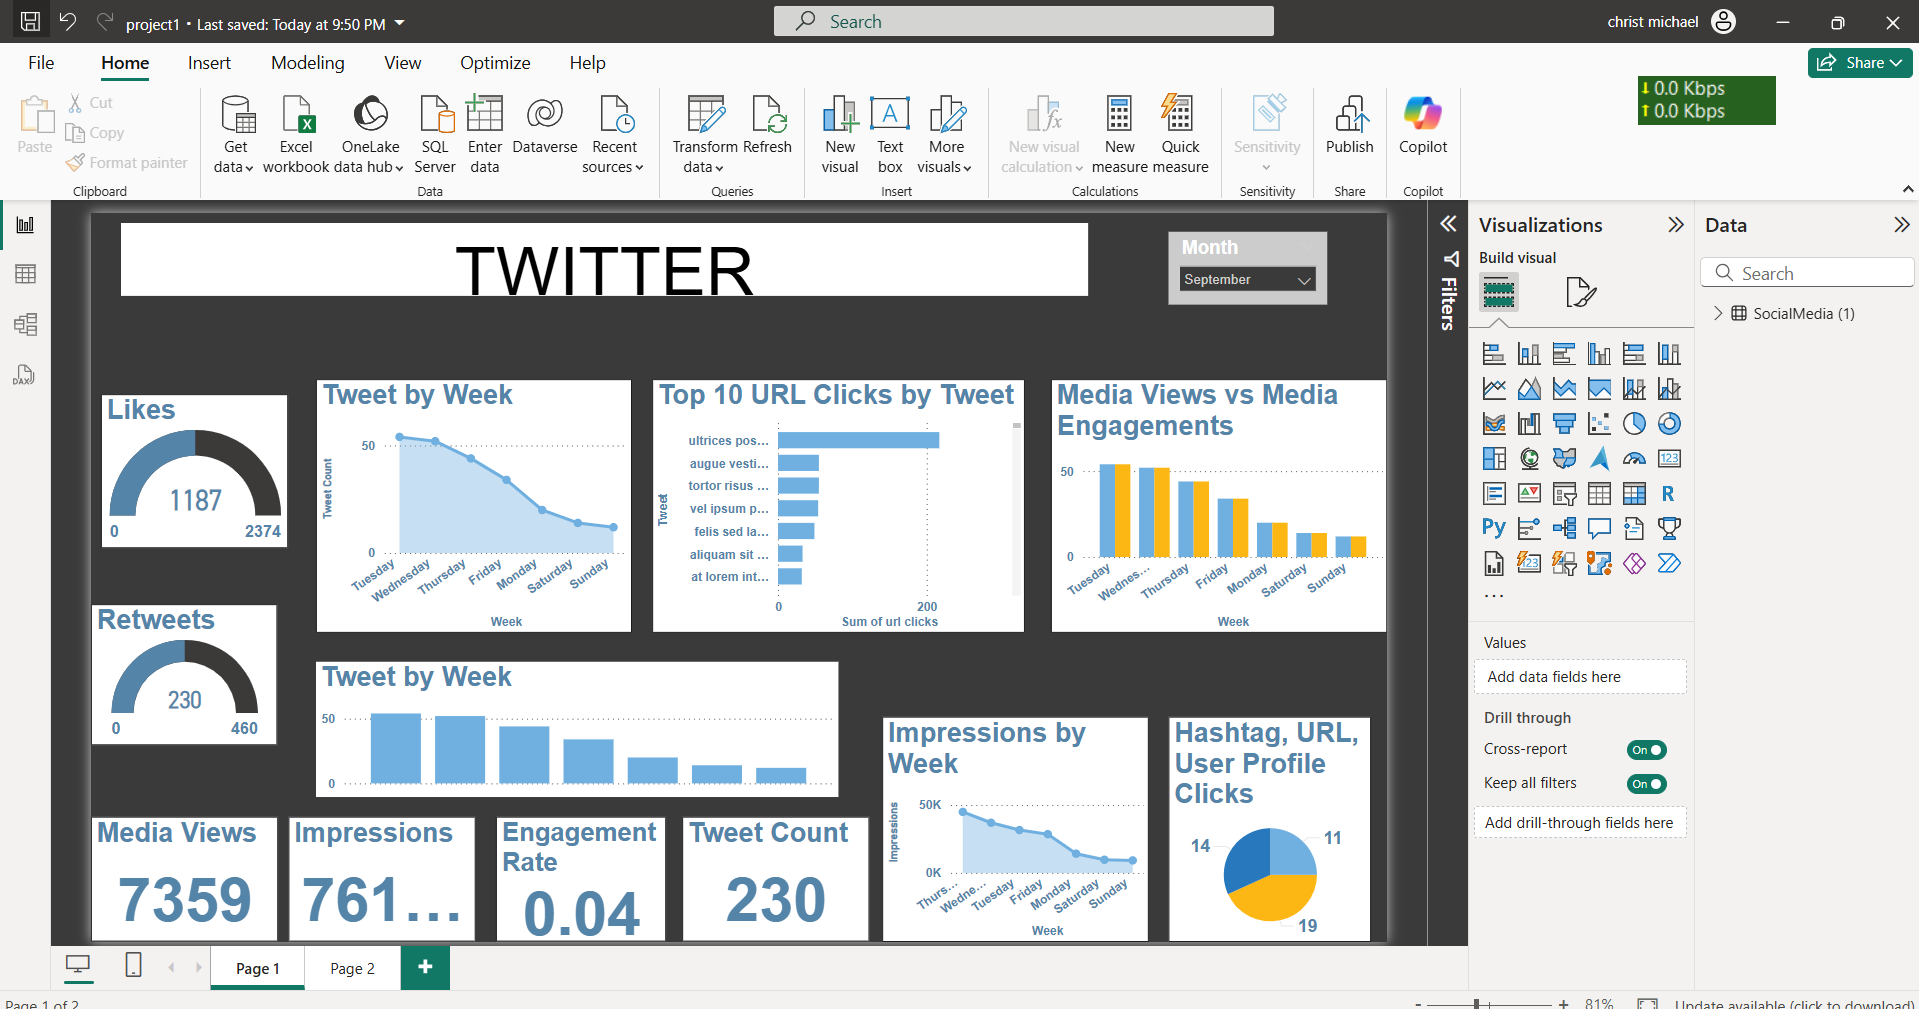 project1 • Last saved: Today at 9:50 PM
Search
christ michael
File Home Insert Modeling View Optimize Help
Share
0.0 Kbps
0.0 Kbps
Paste
Cut
Copy
Format painter
Clipboard
Get data
Excel workbook
OneLake data hub
SQL Server
Enter data
Dataverse
Recent sources
Data
Transform data
Refresh
Queries
New visual
Text box
More visuals
Insert
New visual calculation
New measure
Quick measure
Calculations
Sensitivity
Sensitivity
Publish
Share
Copilot
Copilot
TWITTER
Month
September
Likes
1187
0 2374
Tweet by Week
Tweet Count
50
0
Tuesday
Wednesday
Thursday
Friday
Monday
Saturday
Sunday
Week
Top 10 URL Clicks by Tweet
Tweet
ultrices pos...
augue vesti...
tortor risus ...
vel ipsum p...
felis sed la...
aliquam sit ...
at lorem int...
0 200
Sum of url clicks
Media Views vs Media
Engagements
50
0
Tuesday
Wednes...
Thursday
Friday
Monday
Saturday
Sunday
Week
Retweets
230
0 460
Tweet by Week
50
0
Impressions by
Week
Impressions
50K
0K
Thurs...
Wedne...
Tuesday
Friday
Monday
Saturday
Sunday
Week
Hashtag, URL,
User Profile
Clicks
14
11
19
Media Views
7359
Impressions
761...
Engagement
Rate
0.04
Tweet Count
230
Filters
Visualizations
Build visual
123
R
Py
123
...
Values
Add data fields here
Drill through
Cross-report
On
Keep all filters
On
Add drill-through fields here
Data
Search
SocialMedia (1)
DAX
Page 1
Page 2
+
Page 1 of 2
- + 81%
Update available (click to download)